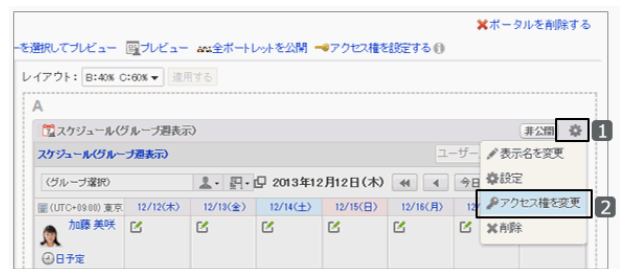 ポータルを削除する
ーを選択してプレビュー プレビュー 全ポートレットを公開 アクセス権を設定する
レイアウト: B:40% C:60% 適用する
A
スケジュール(グループ週表示) 非公開 1
スケジュール(グループ週表示) ユーザー 表示名を変更
(グループ選択) 2013年12月12日(木) 今日 設定
(UTC+09:00) 東京 12/12(木) 12/13(金) 12/14(土) 12/15(日) 12/16(月) 12/ アクセス権を変更 2
加藤 美咲 削除
日予定